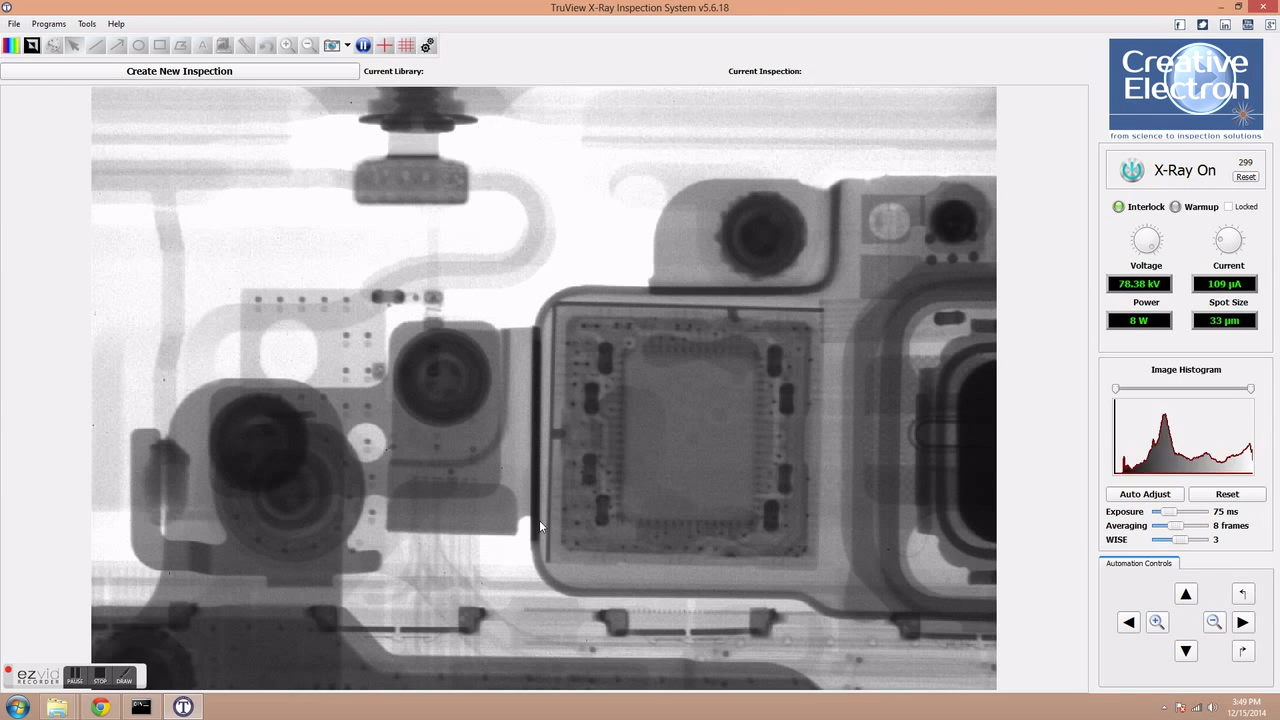 TruView X-Ray Inspection System v5.6.18
File Programs Tools Help
Create New Inspection Current Library: Current Inspection:
Creative
Electron
from science to inspection solutions
X-Ray On 299
Reset
Interlock Warmup Locked
Voltage Current
78.38 kV 109 µA
Power Spot Size
8 W 33 µm
Image Histogram
Auto Adjust Reset
Exposure 75 ms
Averaging 8 frames
WISE 3
Automation Controls
ezvid
RECORDER
PAUSE STOP DRAW
3:49 PM
12/15/2014